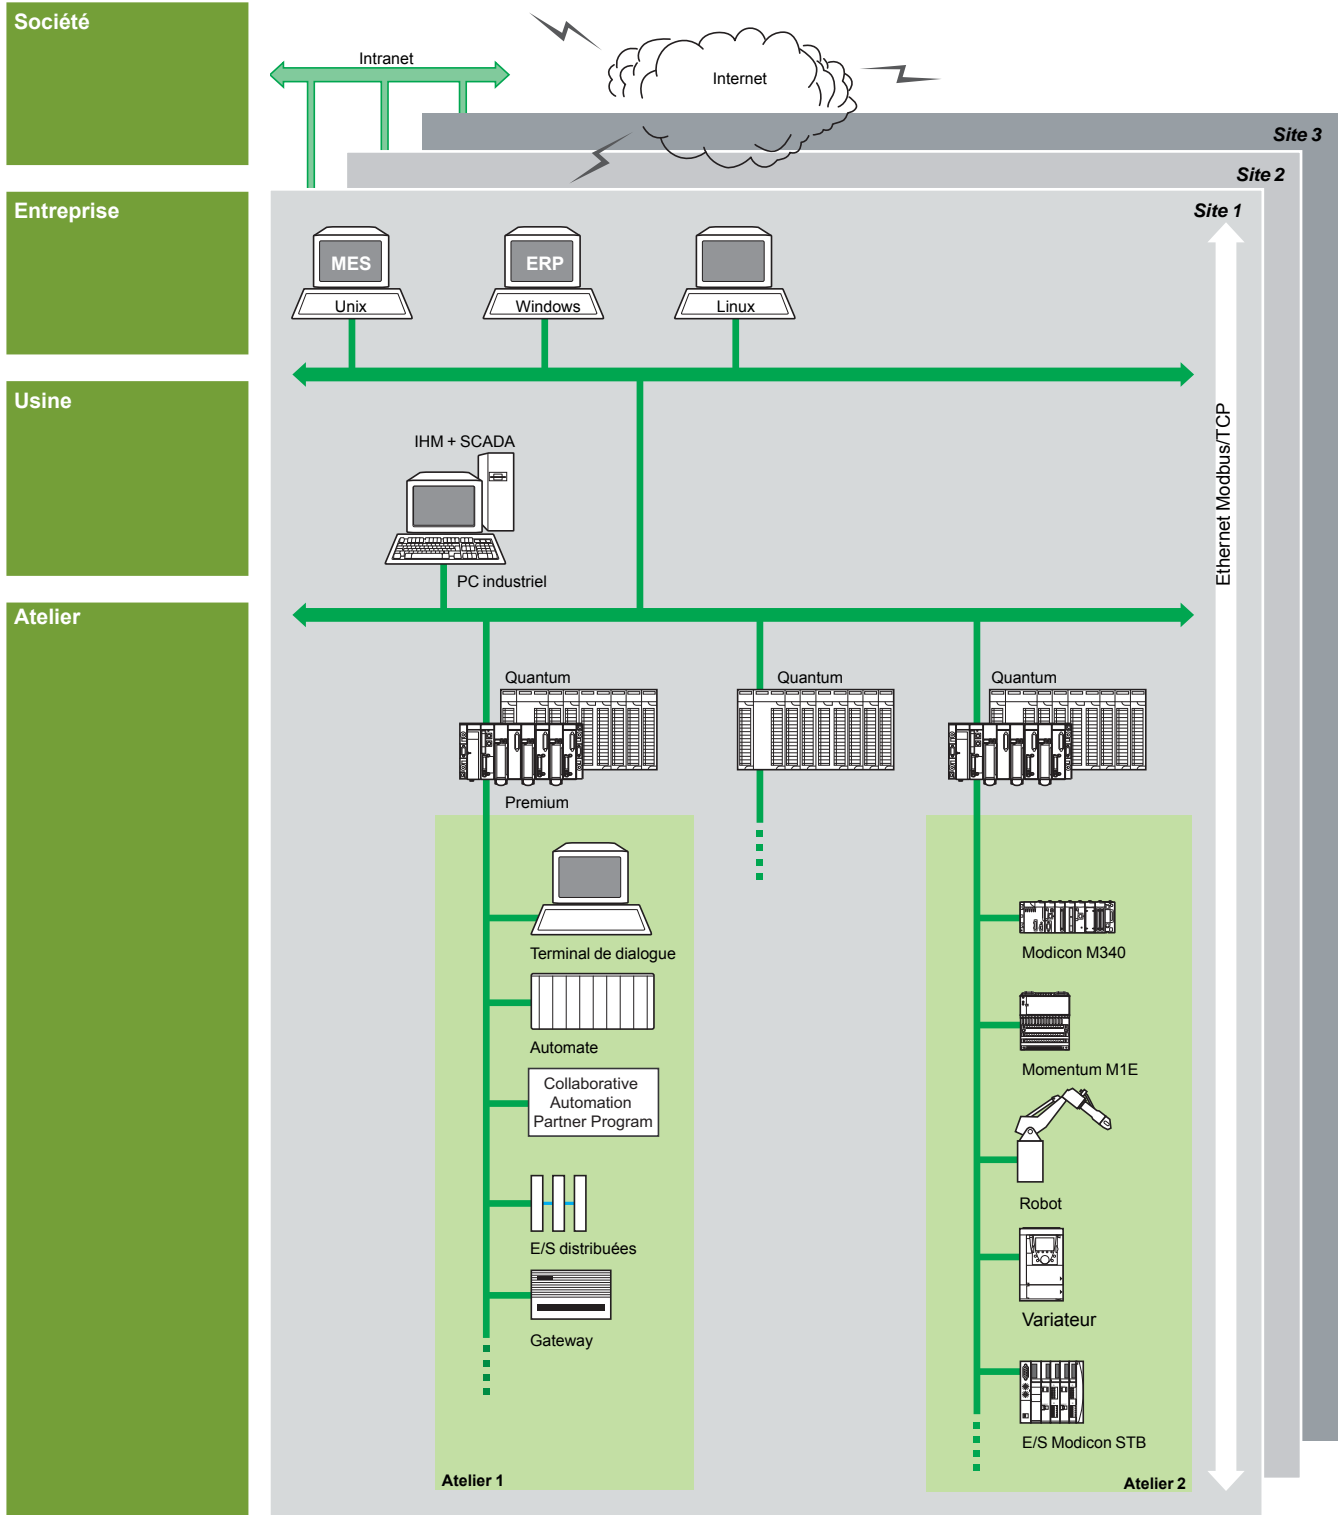 Société
Intranet
Internet
Site 3
Site 2
Entreprise
Site 1
MES
ERP
Unix
Windows
Linux
Usine
IHM + SCADA
PC industriel
Ethernet Modbus/TCP
Atelier
Quantum
Quantum
Quantum
Premium
Terminal de dialogue
Automate
Collaborative
Automation
Partner Program
E/S distribuées
Gateway
Atelier 1
Modicon M340
Momentum M1E
Robot
Variateur
E/S Modicon STB
Atelier 2